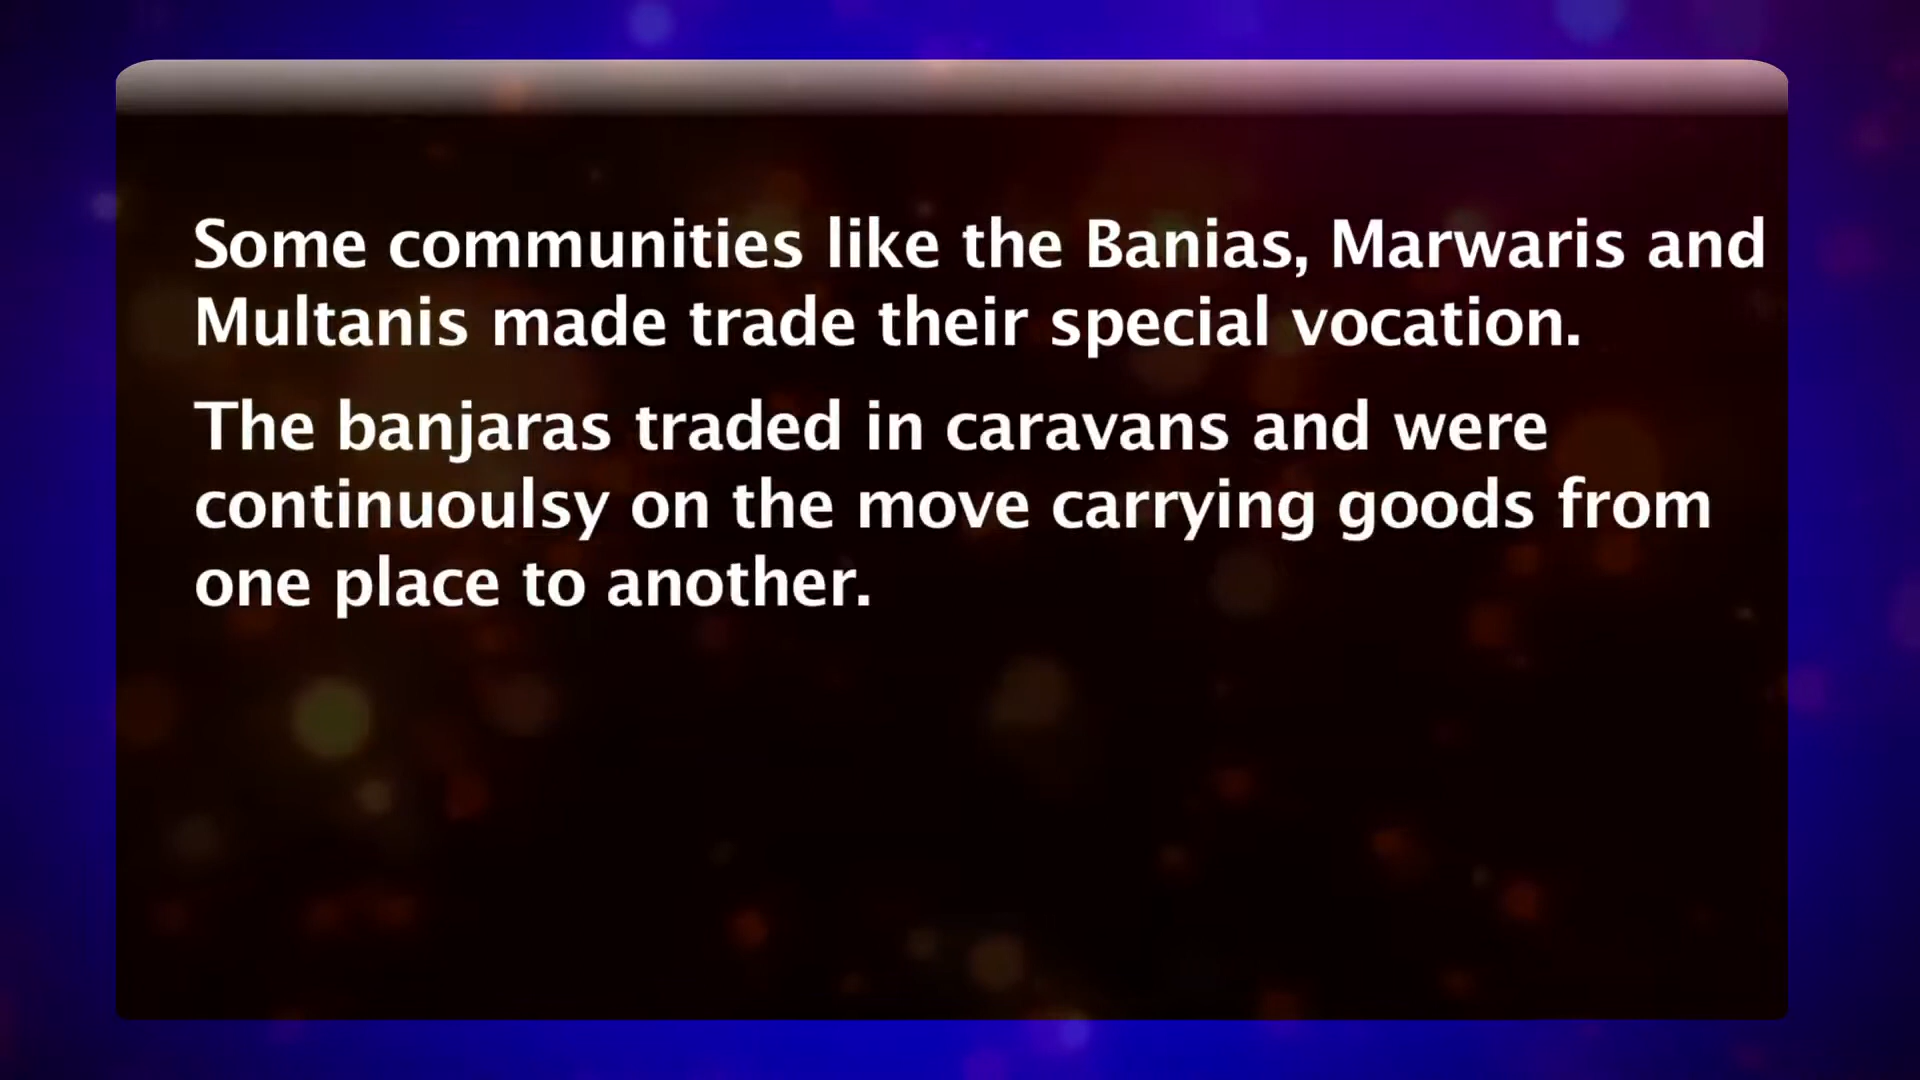 Some communities like the Banias, Marwaris and
Multanis made trade their special vocation.
The banjaras traded in caravans and were
continuoulsy on the move carrying goods from
one place to another.